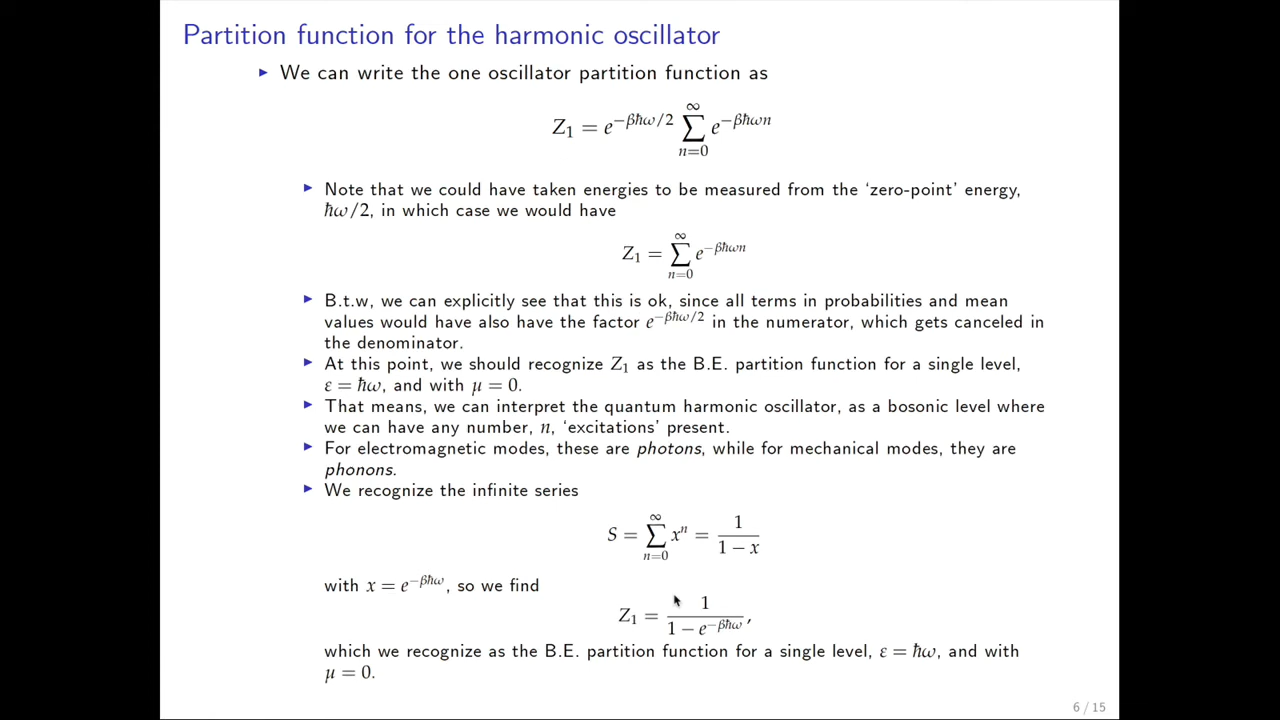 Partition function for the harmonic oscillator
▶ We can write the one oscillator partition function as
Z₁ = e^{−βħω/2} ∑_{n=0}^{∞} e^{−βħωn}
▶ Note that we could have taken energies to be measured from the ‘zero-point’ energy,
ħω/2, in which case we would have
Z₁ = ∑_{n=0}^{∞} e^{−βħωn}
▶ B.t.w, we can explicitly see that this is ok, since all terms in probabilities and mean
values would have also have the factor e^{−βħω/2} in the numerator, which gets canceled in
the denominator.
▶ At this point, we should recognize Z₁ as the B.E. partition function for a single level,
ε = ħω, and with μ = 0.
▶ That means, we can interpret the quantum harmonic oscillator, as a bosonic level where
we can have any number, n, ‘excitations’ present.
▶ For electromagnetic modes, these are photons, while for mechanical modes, they are
phonons.
▶ We recognize the infinite series
S = ∑_{n=0}^{∞} xⁿ = 1/(1 − x)
with x = e^{−βħω}, so we find
Z₁ = 1/(1 − e^{−βħω}),
which we recognize as the B.E. partition function for a single level, ε = ħω, and with
μ = 0.
6 / 15